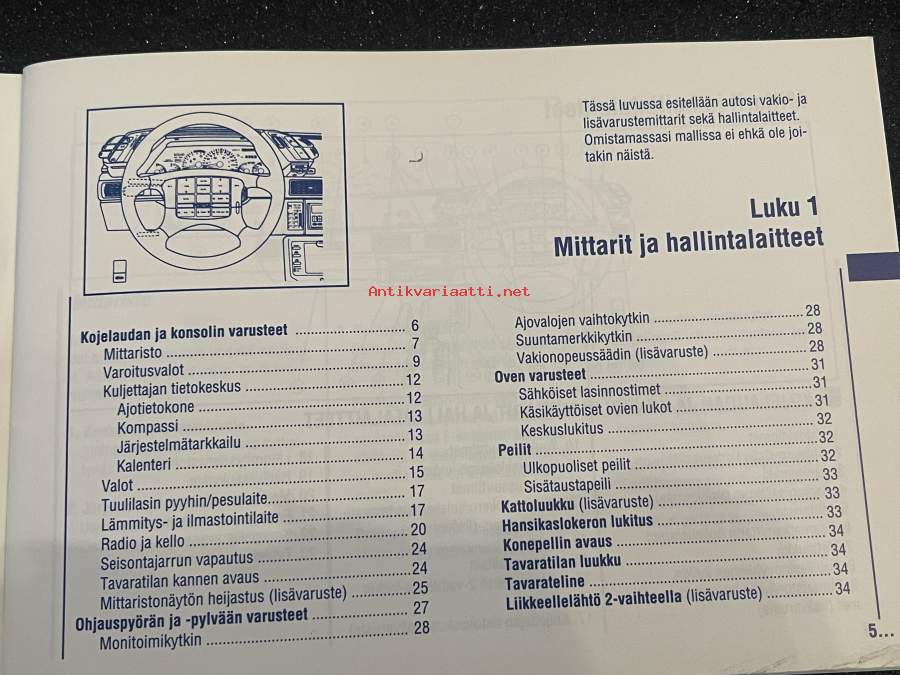 Tässä luvussa esitellään autosi vakio- ja
lisävarustemittarit sekä hallintalaitteet.
Omistamassasi mallissa ei ehkä ole joi-
takin näistä.
Luku 1
Mittarit ja hallintalaitteet
Antikvariaatti.net
Kojelaudan ja konsolin varusteet ... 6
Mittaristo ... 7
Varoitusvalot ... 9
Kuljettajan tietokeskus ... 12
Ajotietokone ... 12
Kompassi ... 13
Järjestelmätarkkailu ... 13
Kalenteri ... 14
Valot ... 15
Tuulilasin pyyhin/pesulaite ... 17
Lämmitys- ja ilmastointilaite ... 17
Radio ja kello ... 20
Seisontajarrun vapautus ... 24
Tavaratilan kannen avaus ... 24
Mittaristonäytön heijastus (lisävaruste) ... 25
Ohjauspyörän ja -pylvään varusteet ... 27
Monitoimikytkin ... 28
Ajovalojen vaihtokytkin ... 28
Suuntamerkkikytkin ... 28
Vakionopeussäädin (lisävaruste) ... 28
Oven varusteet ... 31
Sähköiset lasinnostimet ... 31
Käsikäyttöiset ovien lukot ... 31
Keskuslukitus ... 32
Peilit ... 32
Ulkopuoliset peilit ... 32
Sisätaustapeili ... 33
Kattoluukku (lisävaruste) ... 33
Hansikaslokeron lukitus ... 33
Konepellin avaus ... 34
Tavaratilan luukku ... 34
Tavarateline ... 34
Liikkeellelähtö 2-vaihteella (lisävaruste) ... 34
5...